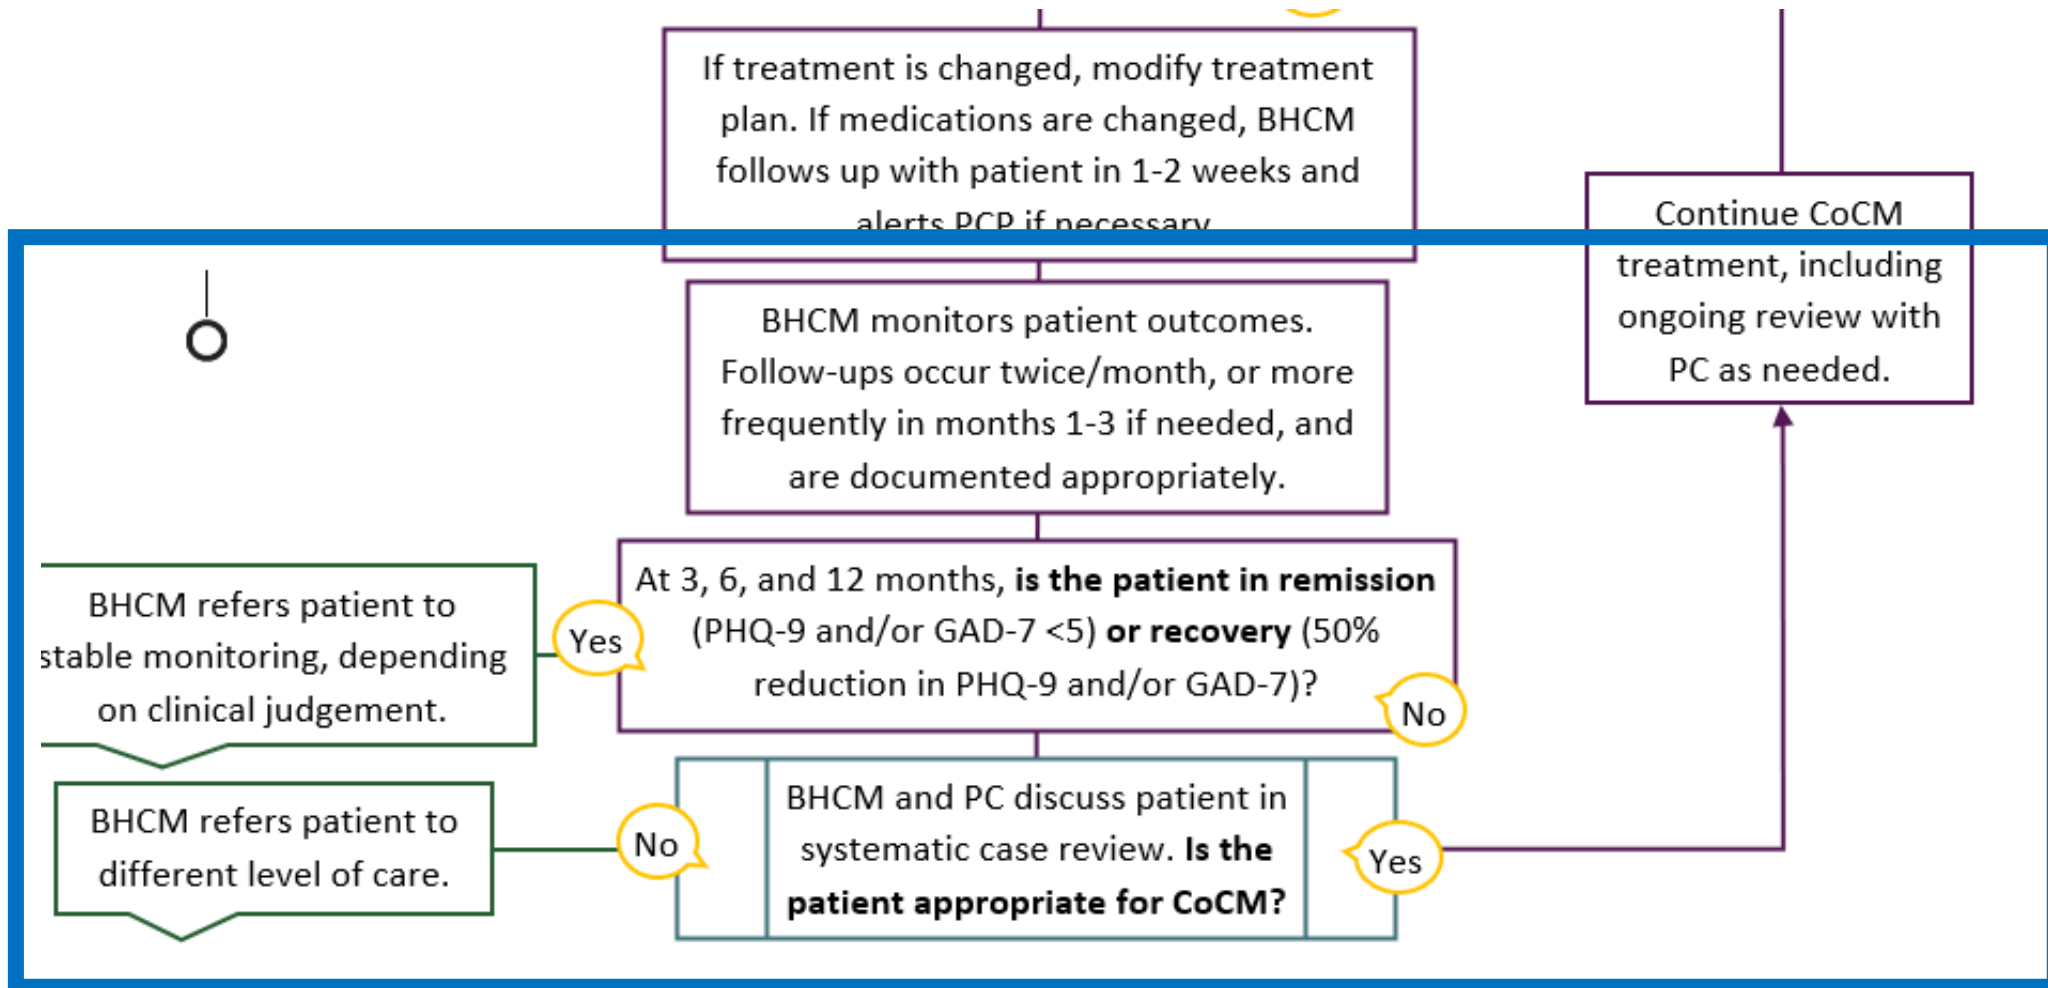 If treatment is changed, modify treatment
plan. If medications are changed, BHCM
follows up with patient in 1-2 weeks and
alerts PCP if necessary
Continue CoCM
treatment, including
ongoing review with
PC as needed.
BHCM monitors patient outcomes.
Follow-ups occur twice/month, or more
frequently in months 1-3 if needed, and
are documented appropriately.
At 3, 6, and 12 months, is the patient in remission
(PHQ-9 and/or GAD-7 <5) or recovery (50%
reduction in PHQ-9 and/or GAD-7)?
Yes
No
BHCM refers patient to
stable monitoring, depending
on clinical judgement.
BHCM and PC discuss patient in
systematic case review. Is the
patient appropriate for CoCM?
No
Yes
BHCM refers patient to
different level of care.